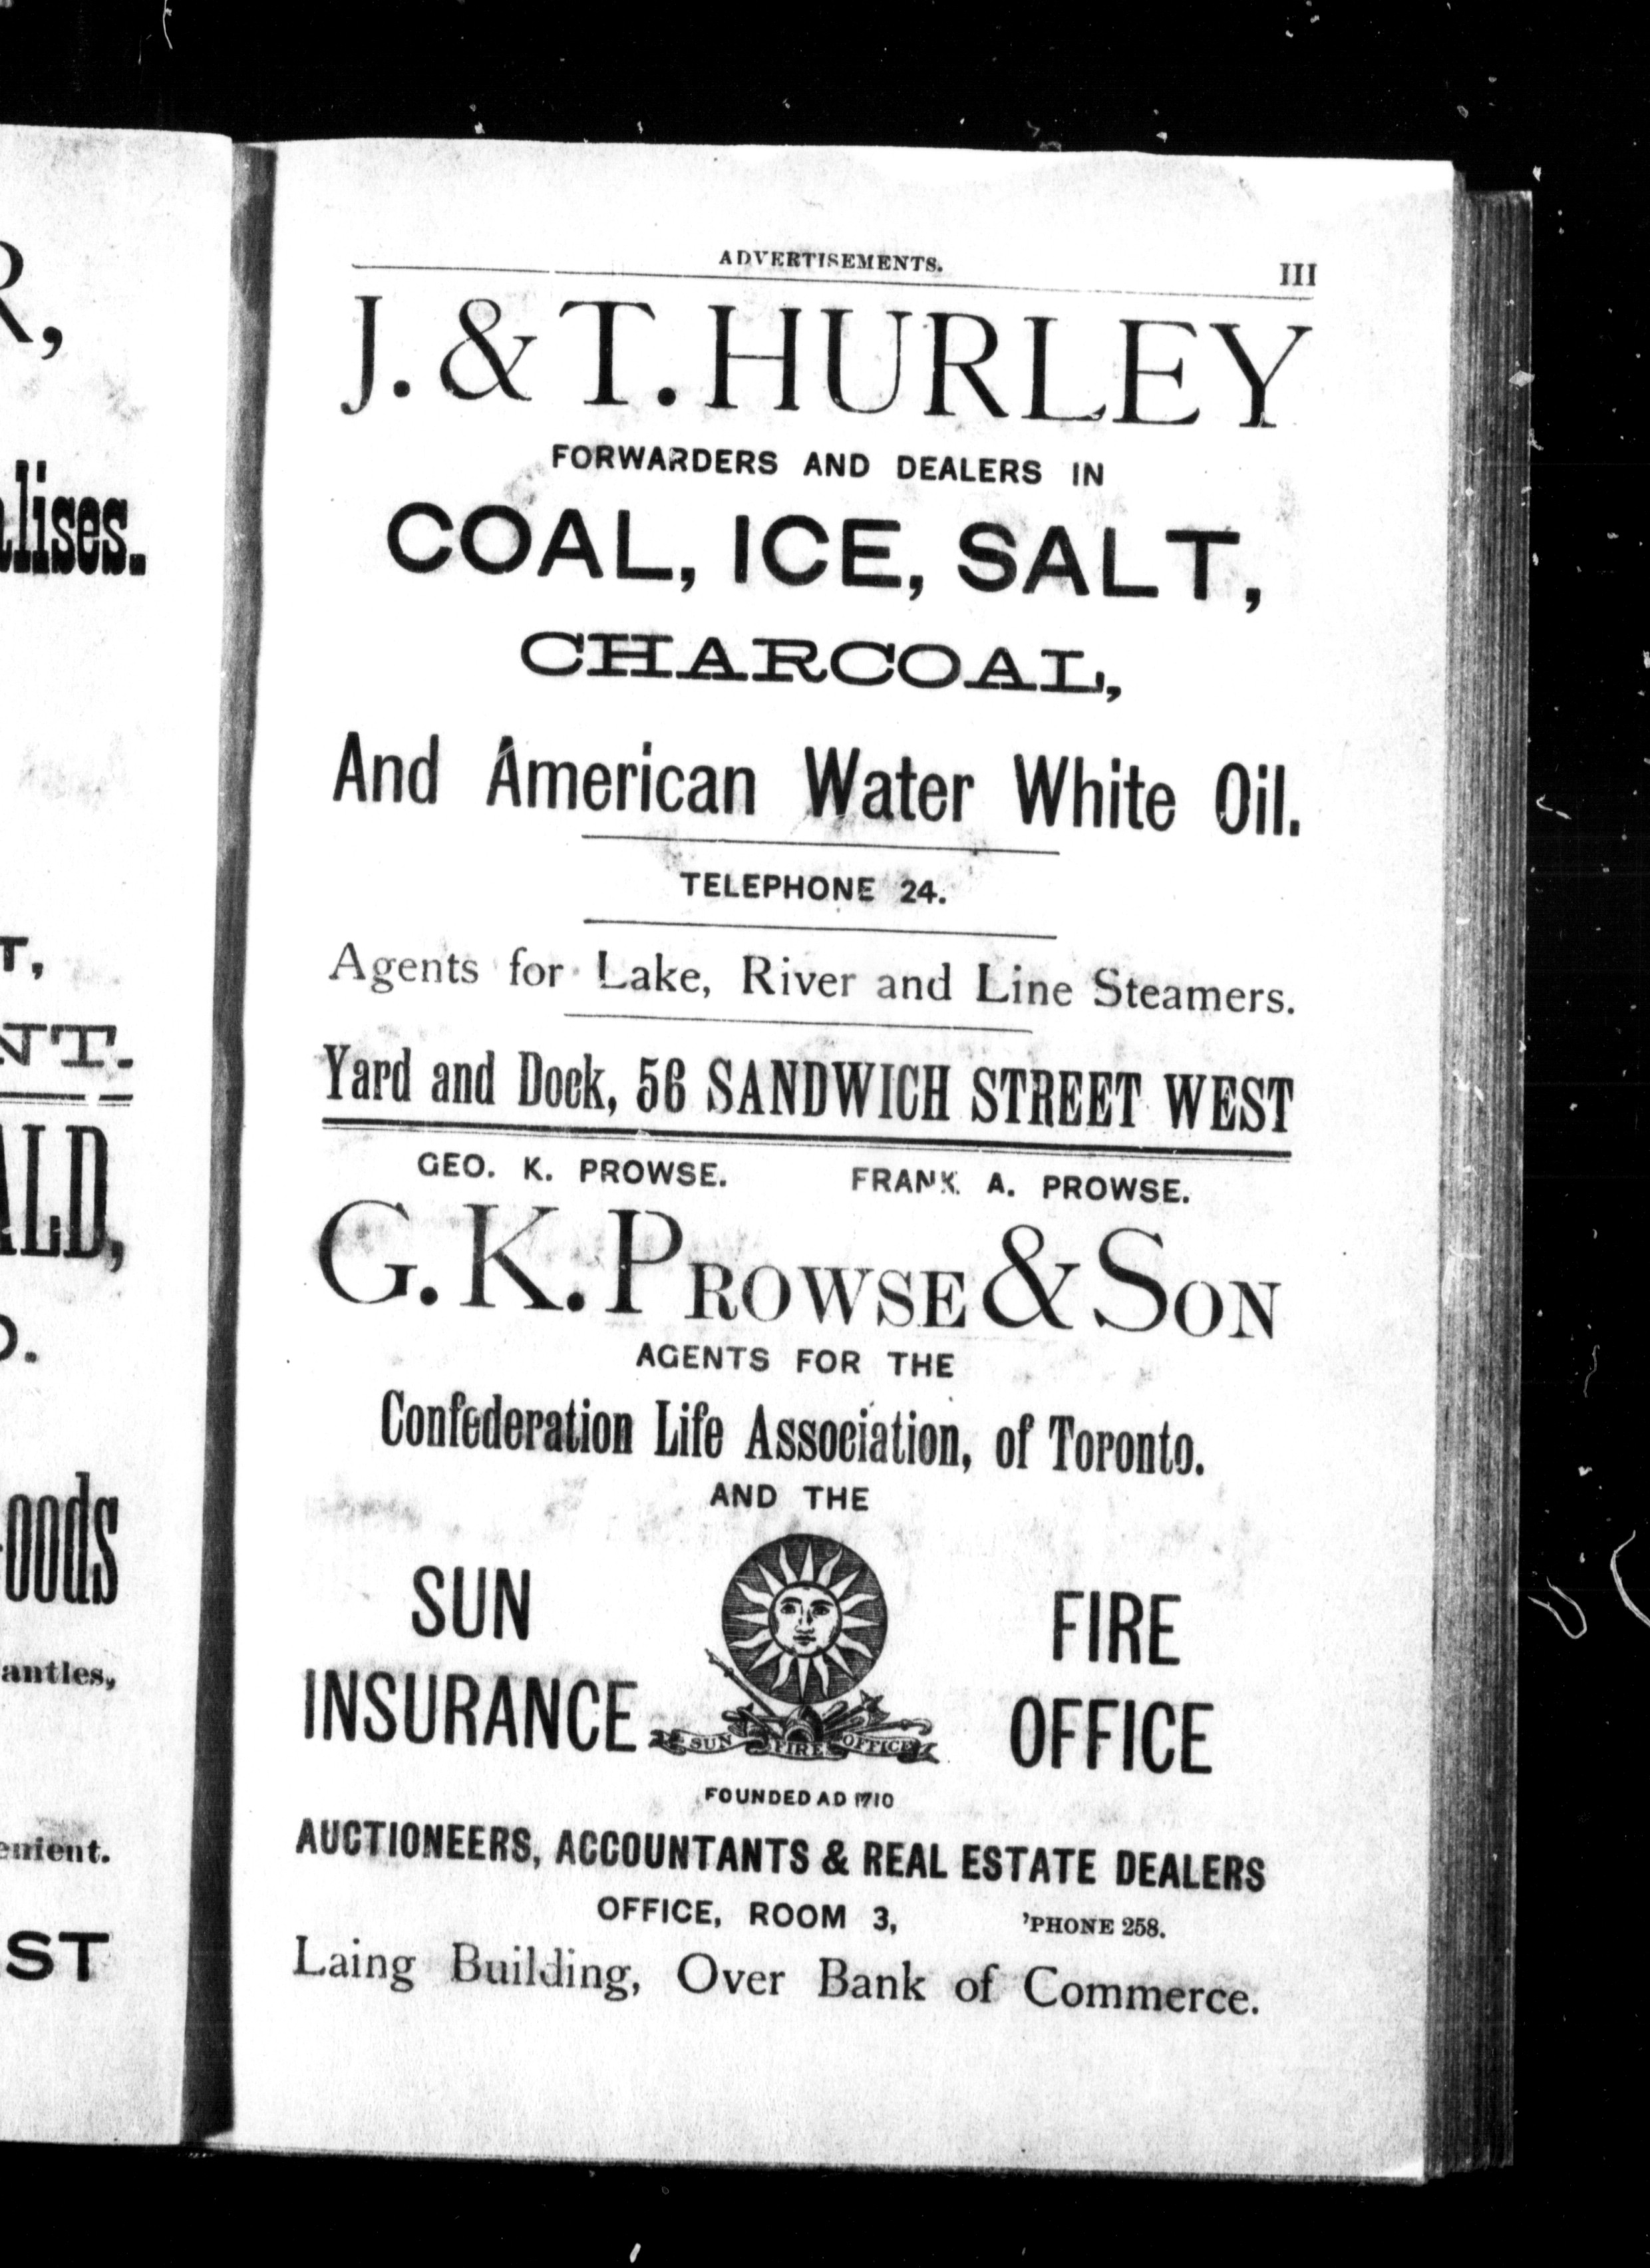 R,
lises.
T,
NT.
ALD,
oods
antles,
enient.
ST
ADVERTISEMENTS. III
J. & T. HURLEY
FORWARDERS AND DEALERS IN
COAL, ICE, SALT,
CHARCOAL,
And American Water White Oil.
TELEPHONE 24.
Agents for Lake, River and Line Steamers.
Yard and Dock, 56 SANDWICH STREET WEST
GEO. K. PROWSE. FRANK A. PROWSE.
G. K. PROWSE & SON
AGENTS FOR THE
Confederation Life Association, of Toronto.
AND THE
SUN FIRE
INSURANCE OFFICE
SUN FIRE OFFICE
FOUNDED AD 1710
AUCTIONEERS, ACCOUNTANTS & REAL ESTATE DEALERS
OFFICE, ROOM 3, 'PHONE 258.
Laing Building, Over Bank of Commerce.